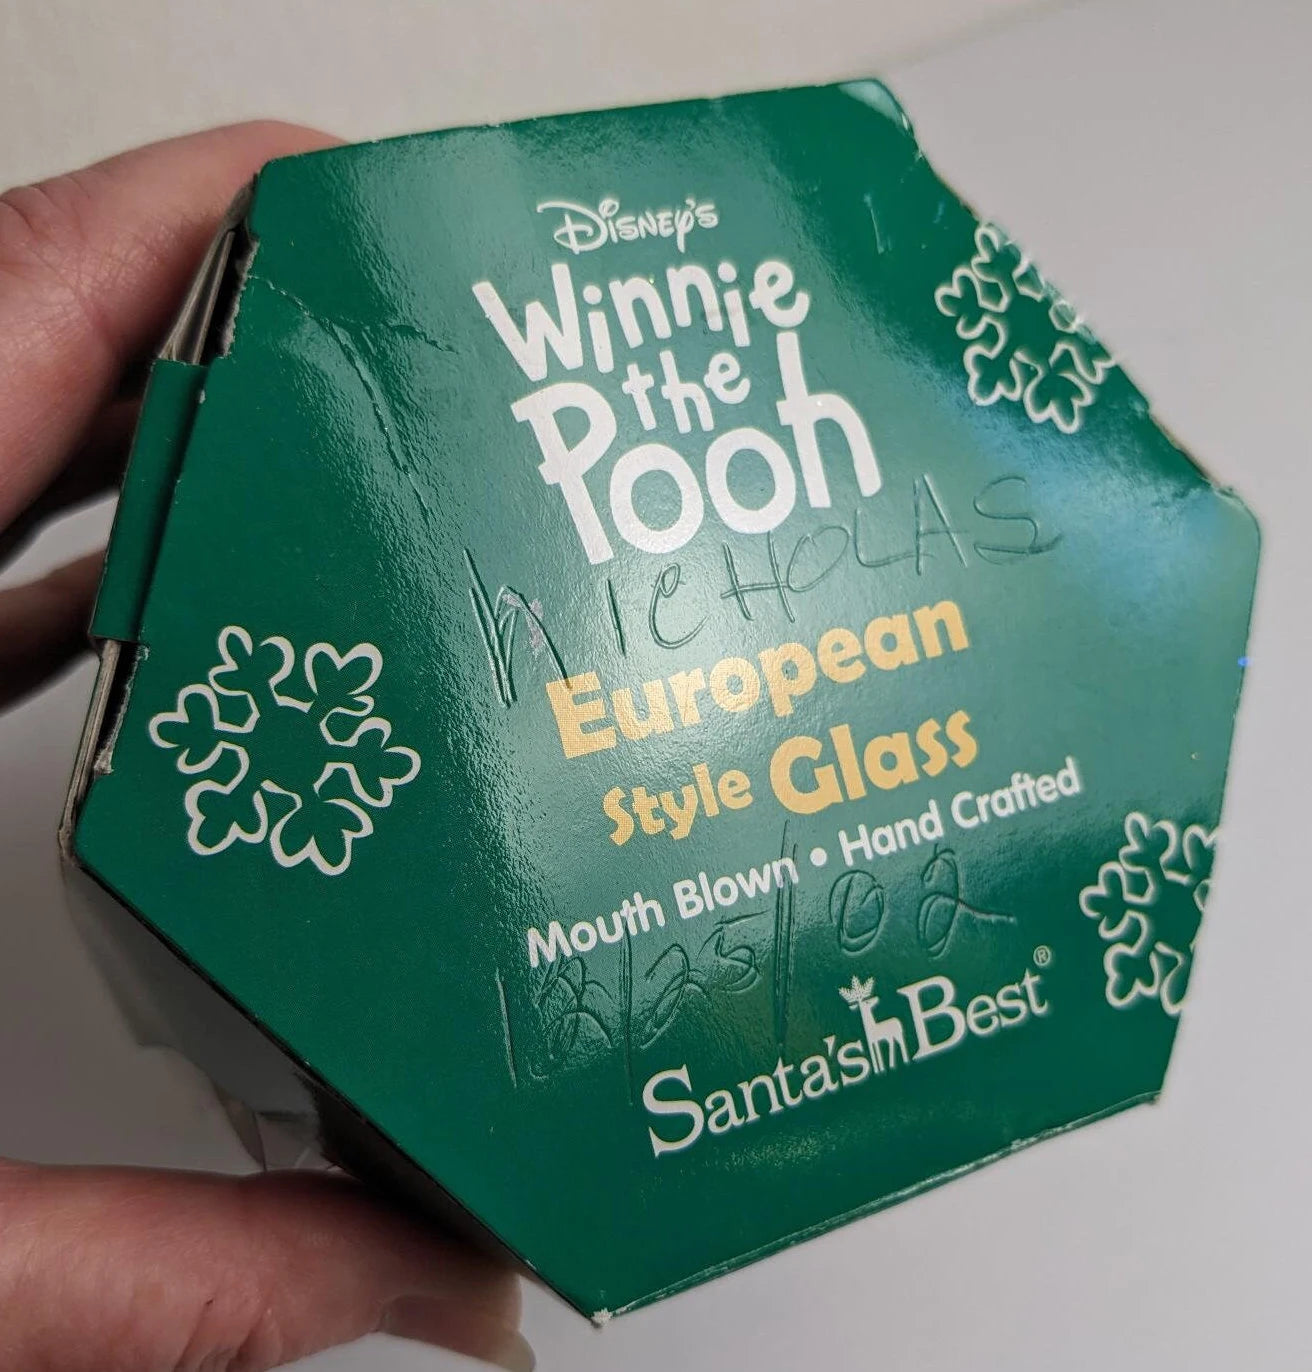 Disney's
Winnie
the
Pooh
NICHOLAS
European
Style Glass
Mouth Blown • Hand Crafted
12/25/02
Santa's Best®